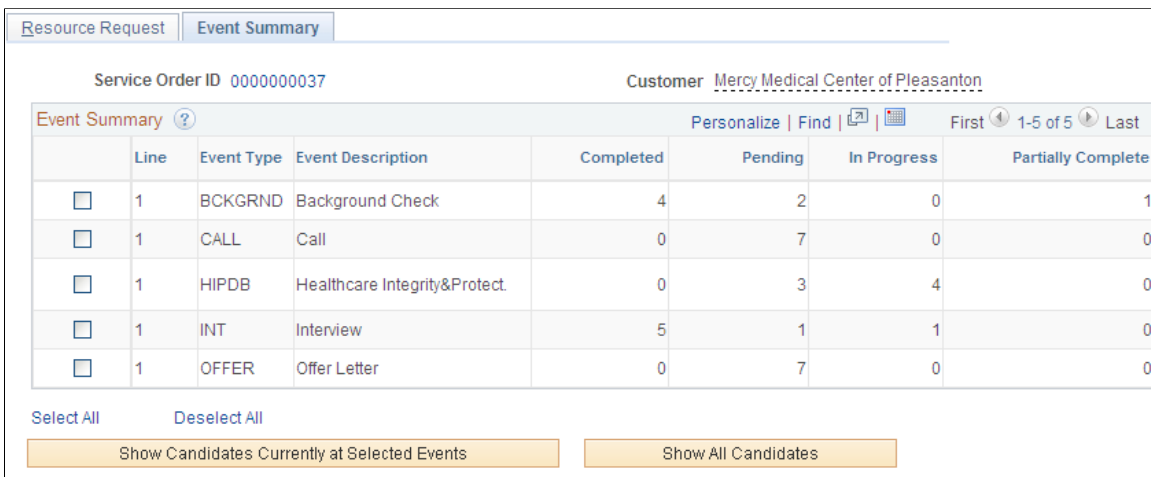 Resource Request Event Summary
Service Order ID 0000000037 Customer Mercy Medical Center of Pleasanton
Event Summary ? Personalize | Find | | First 1-5 of 5 Last
Line Event Type Event Description Completed Pending In Progress Partially Complete
1 BCKGRND Background Check 4 2 0 1
1 CALL Call 0 7 0 0
1 HIPDB Healthcare Integrity&Protect. 0 3 4 0
1 INT Interview 5 1 1 0
1 OFFER Offer Letter 0 7 0 0
Select All Deselect All
Show Candidates Currently at Selected Events Show All Candidates